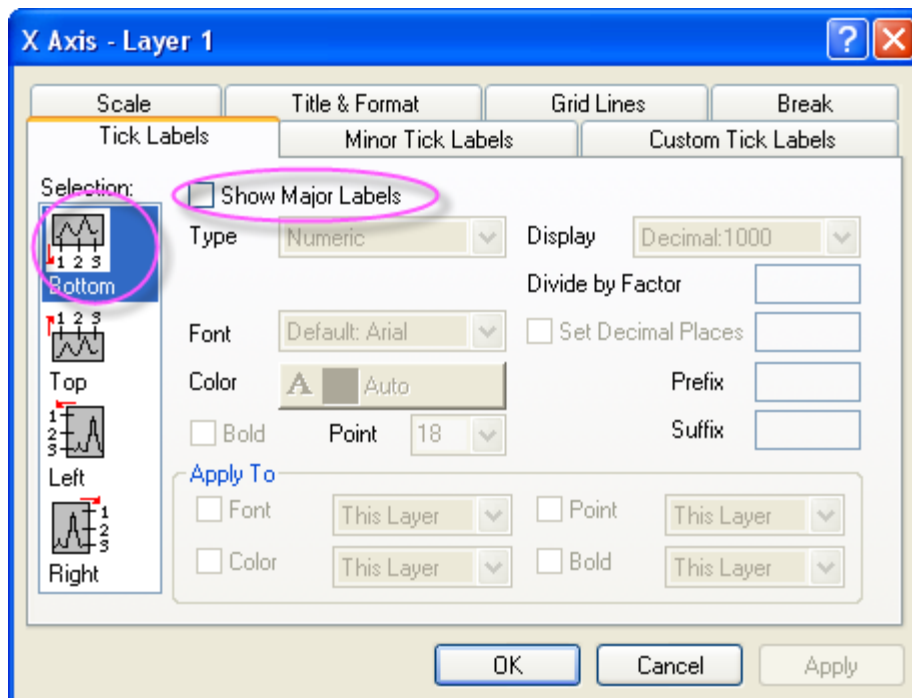 X Axis - Layer 1
Scale Title & Format Grid Lines Break
Tick Labels Minor Tick Labels Custom Tick Labels
Selection:
Show Major Labels
1 2 3
Bottom
Type Numeric Display Decimal:1000
Divide by Factor
1 2 3
Top
Font Default: Arial Set Decimal Places
Color A Auto Prefix
1
2
3
Left
Bold Point 18 Suffix
Apply To
Font This Layer Point This Layer
1
2
3
Right
Color This Layer Bold This Layer
OK Cancel Apply